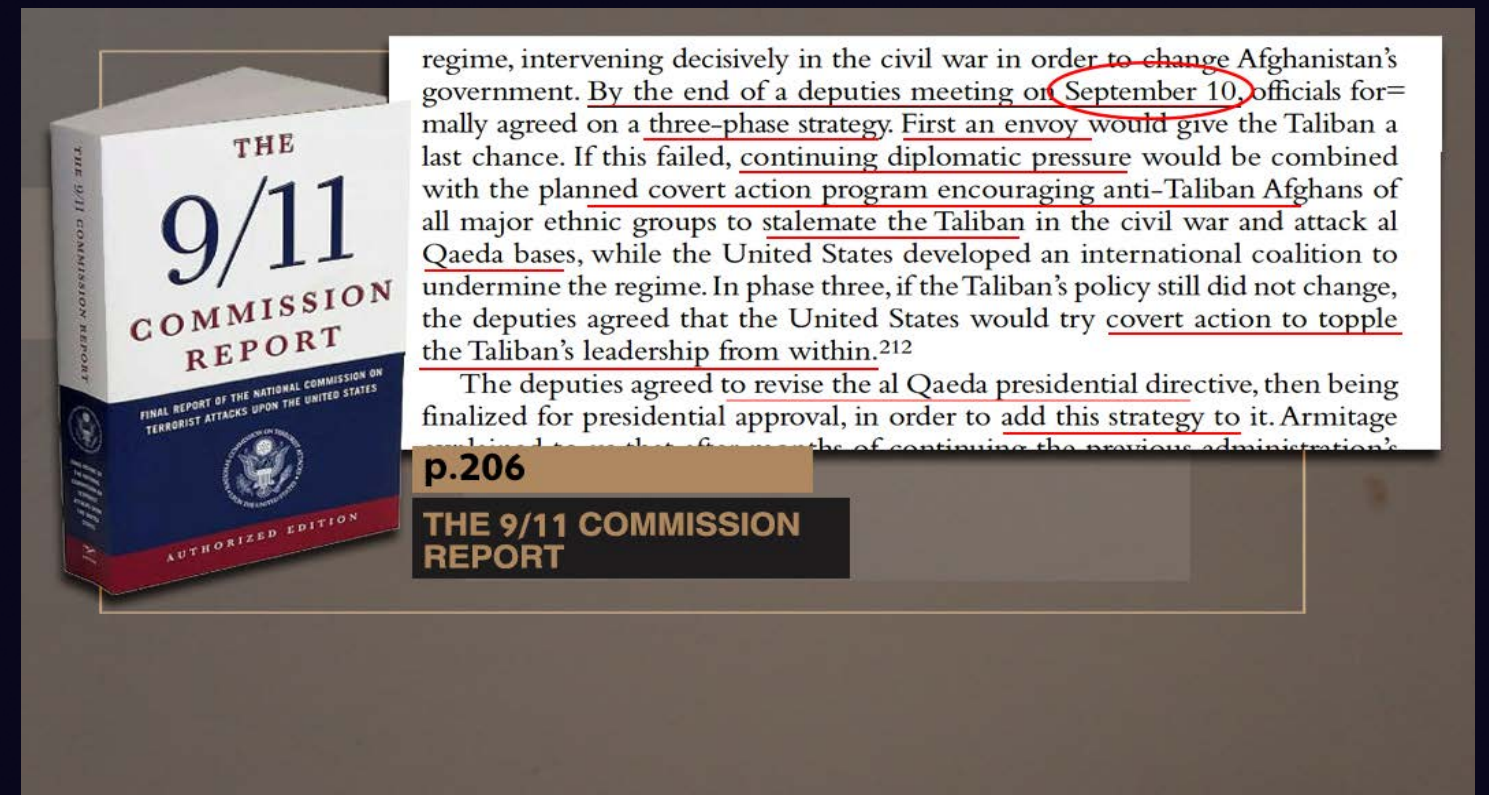 THE 9/11 COMMISSION REPORT
THE
9/11
COMMISSION
REPORT
FINAL REPORT OF THE NATIONAL COMMISSION ON
TERRORIST ATTACKS UPON THE UNITED STATES
AUTHORIZED EDITION
regime, intervening decisively in the civil war in order to change Afghanistan's
government. By the end of a deputies meeting on September 10, officials for=
mally agreed on a three-phase strategy. First an envoy would give the Taliban a
last chance. If this failed, continuing diplomatic pressure would be combined
with the planned covert action program encouraging anti-Taliban Afghans of
all major ethnic groups to stalemate the Taliban in the civil war and attack al
Qaeda bases, while the United States developed an international coalition to
undermine the regime. In phase three, if the Taliban's policy still did not change,
the deputies agreed that the United States would try covert action to topple
the Taliban's leadership from within.212
The deputies agreed to revise the al Qaeda presidential directive, then being
finalized for presidential approval, in order to add this strategy to it. Armitage
of continuing the previous administration's
p.206
THE 9/11 COMMISSION
REPORT